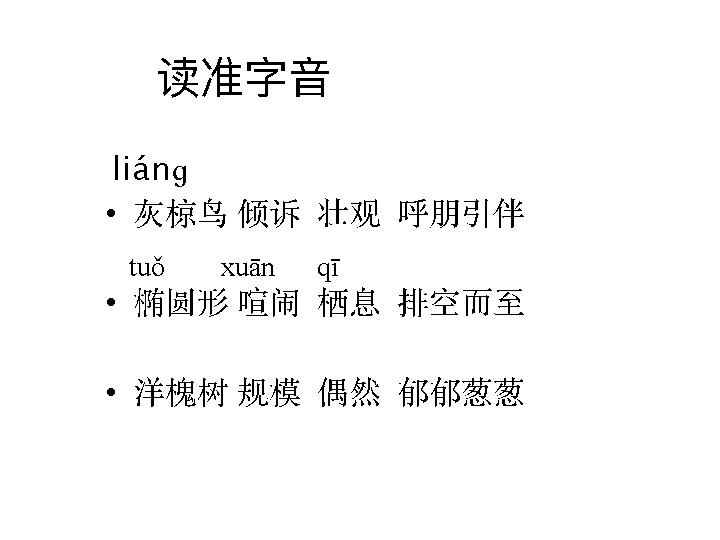 读准字音
liáng
• 灰椋鸟 倾诉 壮观 呼朋引伴
tuǒ xuān qī
• 椭圆形 喧闹 栖息 排空而至
• 洋槐树 规模 偶然 郁郁葱葱